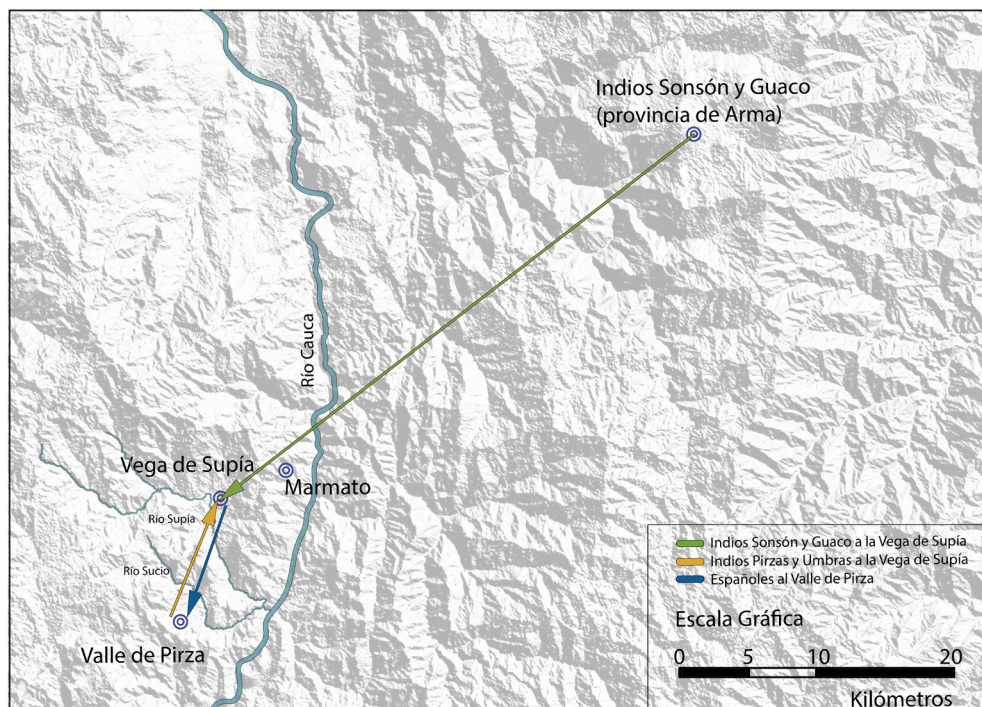 Indios Sonsón y Guaco
(provincia de Arma)
Río Cauca
Vega de Supía
Marmato
Río Supía
Río Sucio
Valle de Pirza
Indios Sonsón y Guaco a la Vega de Supía
Indios Pirzas y Umbras a la Vega de Supía
Españoles al Valle de Pirza
Escala Gráfica
0 5 10 20
Kilómetros